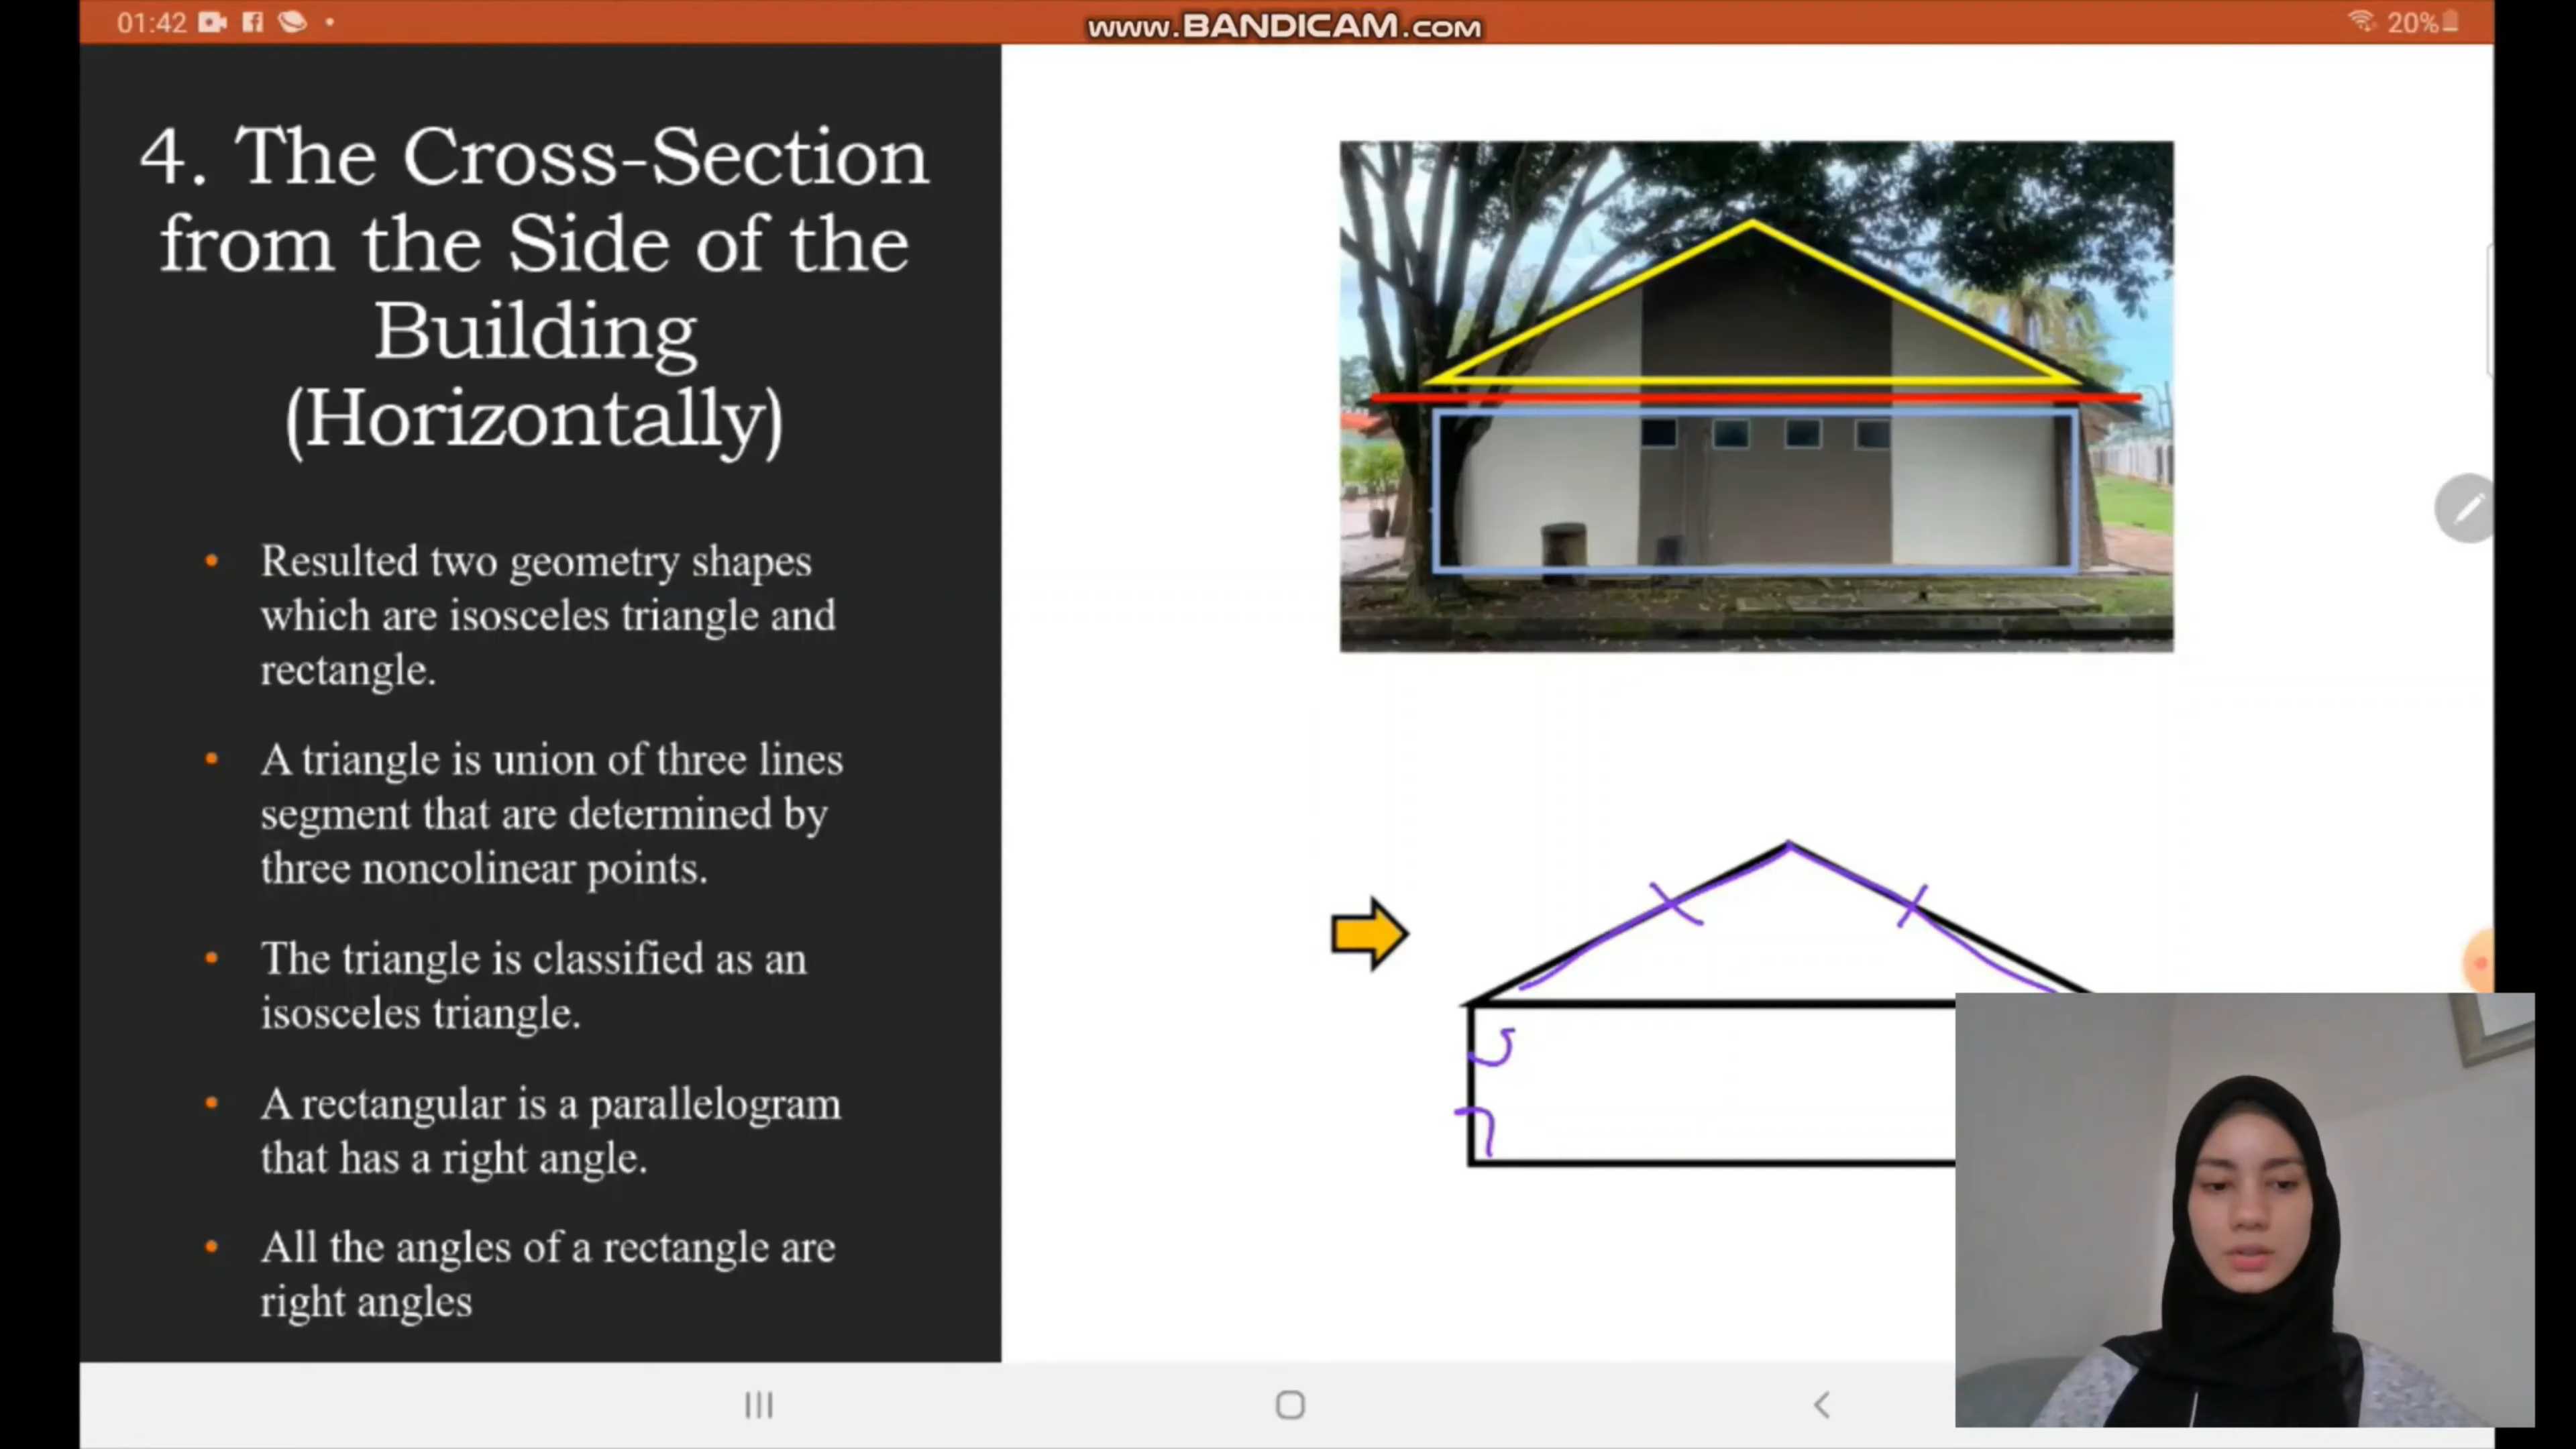 01:42
www.BANDICAM.com
20%
4. The Cross-Section
from the Side of the
Building
(Horizontally)
• Resulted two geometry shapes
which are isosceles triangle and
rectangle.
• A triangle is union of three lines
segment that are determined by
three noncolinear points.
• The triangle is classified as an
isosceles triangle.
• A rectangular is a parallelogram
that has a right angle.
• All the angles of a rectangle are
right angles